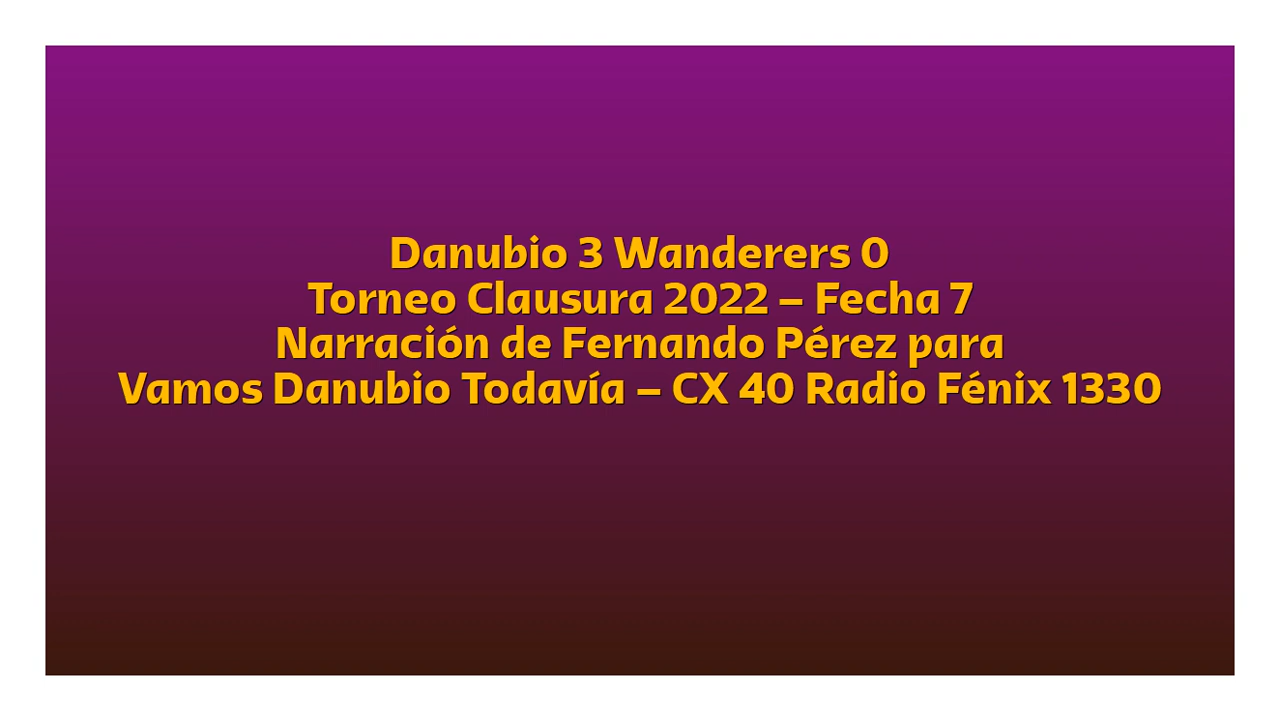 Danubio 3 Wanderers 0
Torneo Clausura 2022 – Fecha 7
Narración de Fernando Pérez para
Vamos Danubio Todavía – CX 40 Radio Fénix 1330